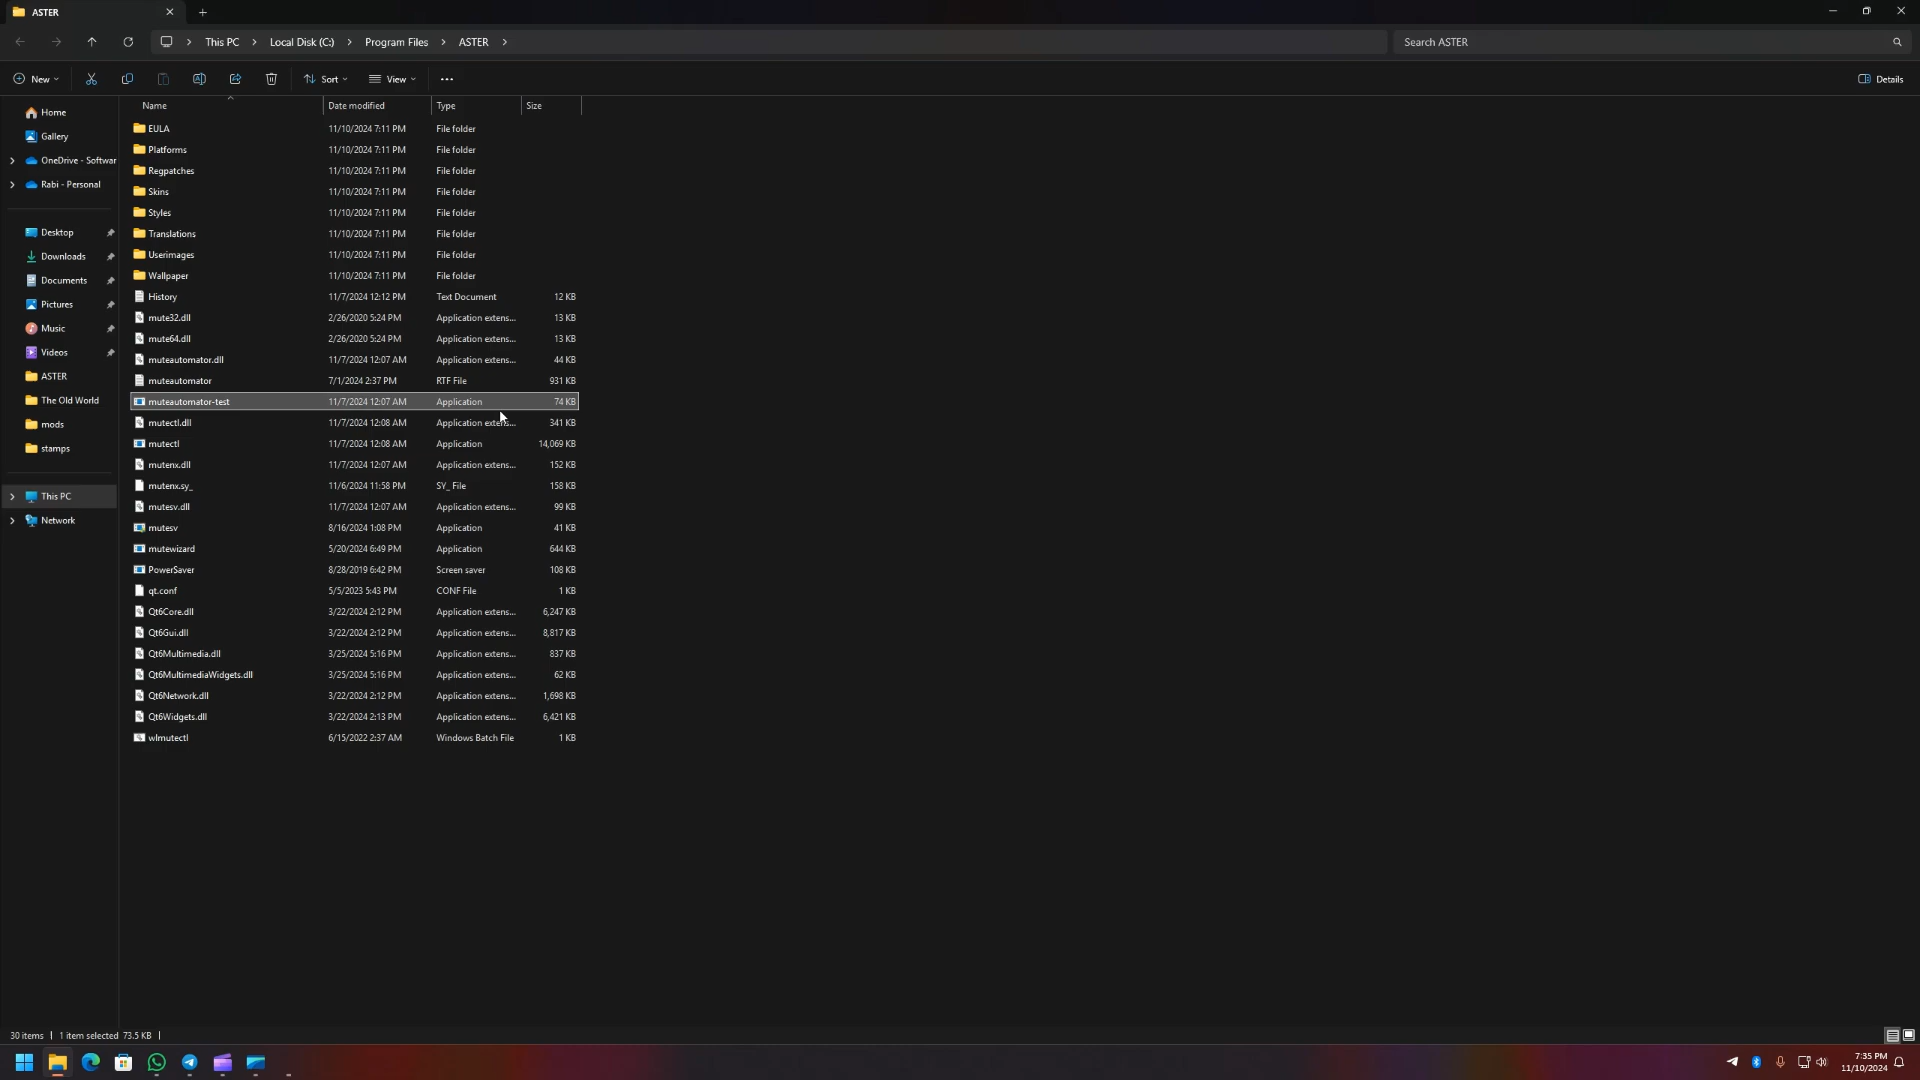 ASTER
This PC > Local Disk (C:) > Program Files > ASTER >
Search ASTER
New
Sort
View
Details
Name Date modified Type Size
Home
Gallery
OneDrive - Softwar
Rabi - Personal
Desktop
Downloads
Documents
Pictures
Music
Videos
ASTER
The Old World
mods
stamps
This PC
Network
EULA 11/10/2024 7:11 PM File folder
Platforms 11/10/2024 7:11 PM File folder
Regpatches 11/10/2024 7:11 PM File folder
Skins 11/10/2024 7:11 PM File folder
Styles 11/10/2024 7:11 PM File folder
Translations 11/10/2024 7:11 PM File folder
Userimages 11/10/2024 7:11 PM File folder
Wallpaper 11/10/2024 7:11 PM File folder
History 11/7/2024 12:12 PM Text Document 12 KB
mute32.dll 2/26/2020 5:24 PM Application extens... 13 KB
mute64.dll 2/26/2020 5:24 PM Application extens... 13 KB
muteautomator.dll 11/7/2024 12:07 AM Application extens... 44 KB
muteautomator 7/1/2024 2:37 PM RTF File 931 KB
muteautomator-test 11/7/2024 12:07 AM Application 74 KB
mutectl.dll 11/7/2024 12:08 AM Application extens... 341 KB
mutectl 11/7/2024 12:08 AM Application 14,069 KB
mutenx.dll 11/7/2024 12:07 AM Application extens... 152 KB
mutenx.sy_ 11/6/2024 11:58 PM SY_ File 158 KB
mutesv.dll 11/7/2024 12:07 AM Application extens... 99 KB
mutesv 8/16/2024 1:08 PM Application 41 KB
mutewizard 5/20/2024 6:49 PM Application 644 KB
PowerSaver 8/28/2019 6:42 PM Screen saver 108 KB
qt.conf 5/5/2023 5:43 PM CONF File 1 KB
Qt6Core.dll 3/22/2024 2:12 PM Application extens... 6,247 KB
Qt6Gui.dll 3/22/2024 2:12 PM Application extens... 8,817 KB
Qt6Multimedia.dll 3/25/2024 5:16 PM Application extens... 837 KB
Qt6MultimediaWidgets.dll 3/25/2024 5:16 PM Application extens... 62 KB
Qt6Network.dll 3/22/2024 2:12 PM Application extens... 1,698 KB
Qt6Widgets.dll 3/22/2024 2:13 PM Application extens... 6,421 KB
wlmutectl 6/15/2022 2:37 AM Windows Batch File 1 KB
30 items | 1 item selected 73.5 KB |
7:35 PM
11/10/2024